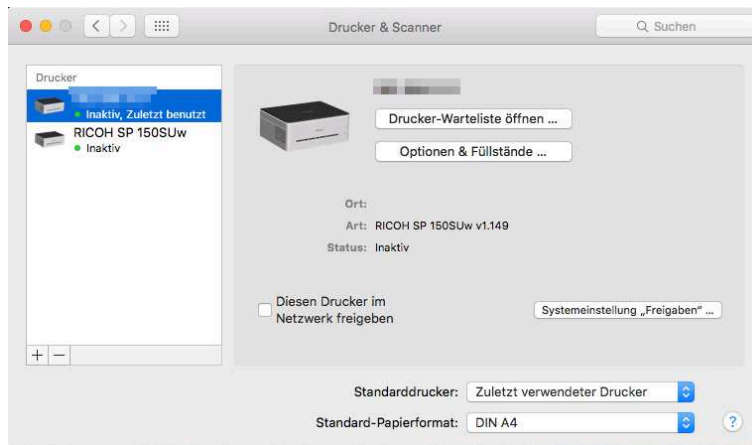 Drucker & Scanner
Suchen
Drucker
Inaktiv, Zuletzt benutzt
RICOH SP 150SUw
Inaktiv
Drucker-Warteliste öffnen ...
Optionen & Füllstände ...
Ort:
Art: RICOH SP 150SUw v1.149
Status: Inaktiv
Diesen Drucker im
Netzwerk freigeben
Systemeinstellung „Freigaben“ ...
+ −
Standarddrucker: Zuletzt verwendeter Drucker
Standard-Papierformat: DIN A4
?